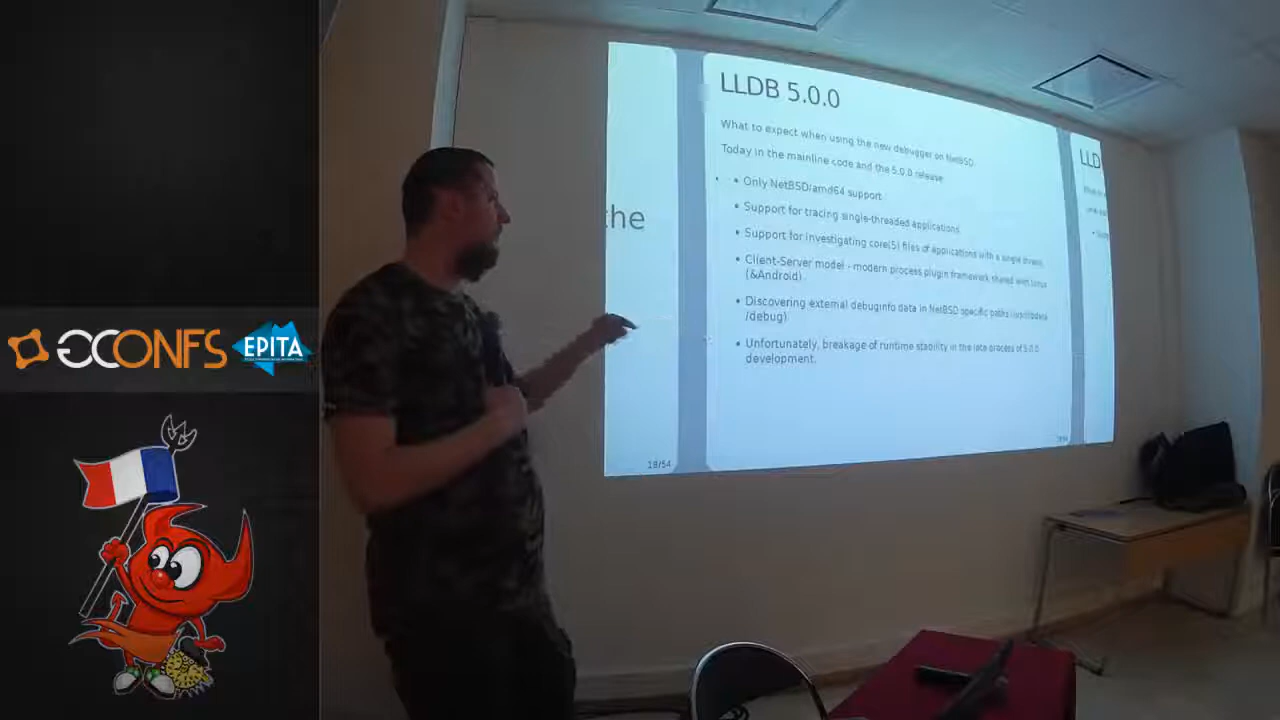 GCONFS
EPITA
the
18/54
LLDB 5.0.0
What to expect when using the new debugger on NetBSD.
Today in the mainline code and the 5.0.0 release
• Only NetBSD/amd64 support.
• Support for tracing single-threaded applications.
• Support for investigating core(5) files of applications with a single thread.
• Client-Server model - modern process plugin framework shared with Linux
(&Android).
• Discovering external debuginfo data in NetBSD specific paths
/debug)
• Unfortunately, breakage of runtime stability in the late process of 5.0.0
development.
LLD